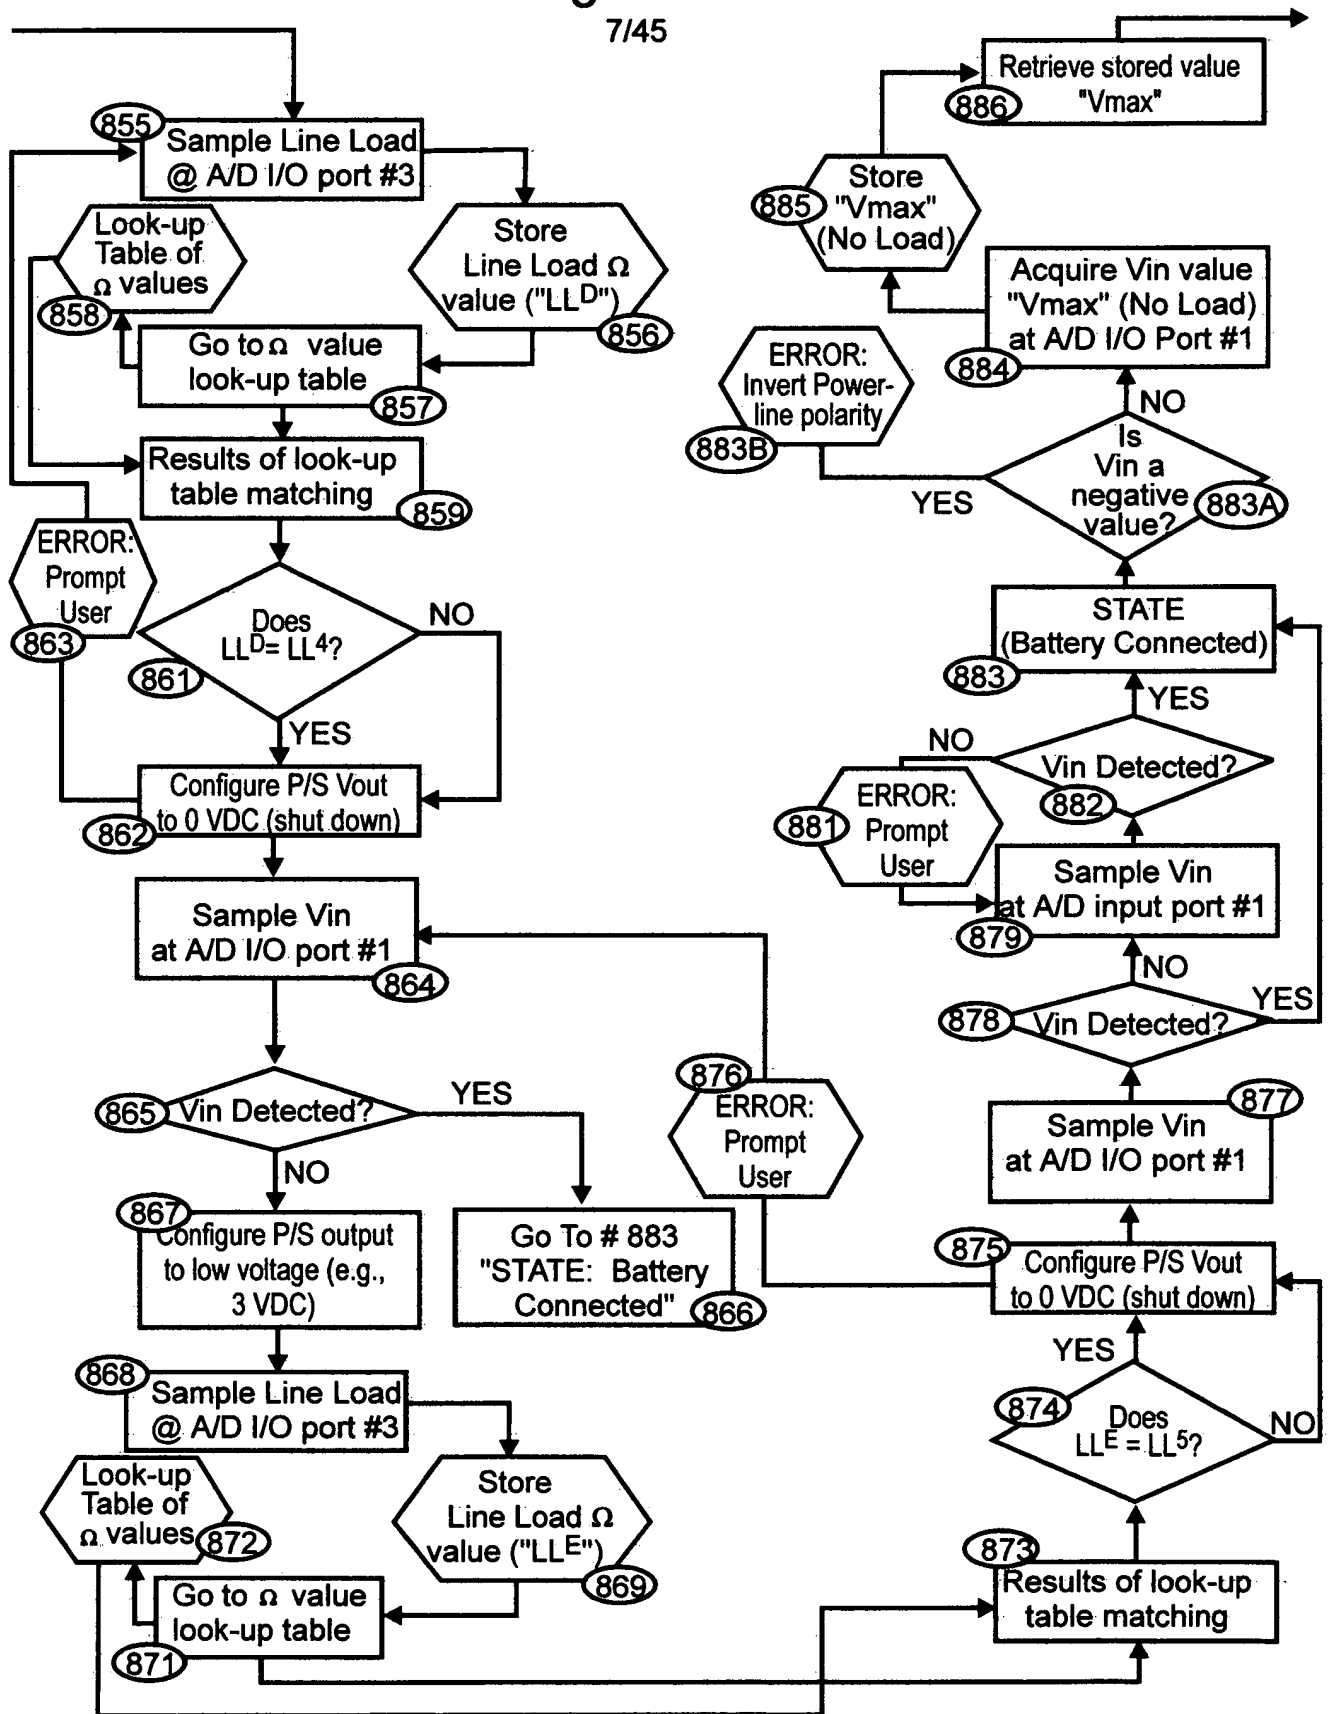 7/45
855
Sample Line Load
@ A/D I/O port #3
Look-up
Table of
Ω values
858
Store
Line Load Ω
value ("LLD")
856
Go to Ω value
look-up table
857
Results of look-up
table matching
859
ERROR:
Prompt
User
863
Does
LLD= LL4?
861
NO
YES
Configure P/S Vout
to 0 VDC (shut down)
862
Sample Vin
at A/D I/O port #1
864
865
Vin Detected?
YES
NO
867
Configure P/S output
to low voltage (e.g.,
3 VDC)
Go To # 883
"STATE: Battery
Connected"
866
868
Sample Line Load
@ A/D I/O port #3
Look-up
Table of
Ω values
872
Store
Line Load Ω
value ("LLE")
869
Go to Ω value
look-up table
871
Retrieve stored value
"Vmax"
886
Store
"Vmax"
(No Load)
885
Acquire Vin value
"Vmax" (No Load)
at A/D I/O Port #1
884
ERROR:
Invert Power-
line polarity
883B
NO
Is
Vin a
negative
value?
883A
YES
STATE
(Battery Connected)
883
YES
NO
Vin Detected?
882
ERROR:
Prompt
User
881
Sample Vin
at A/D input port #1
879
NO
YES
878
Vin Detected?
876
ERROR:
Prompt
User
877
Sample Vin
at A/D I/O port #1
875
Configure P/S Vout
to 0 VDC (shut down)
YES
874
Does
LLE = LL5?
NO
873
Results of look-up
table matching